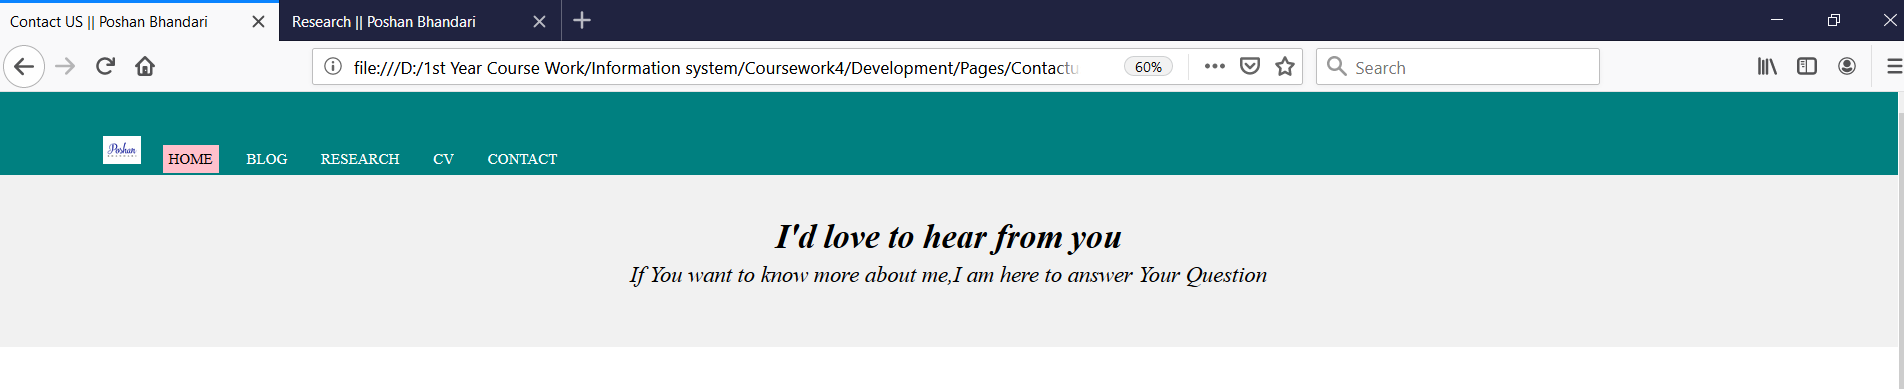 Contact US || Poshan Bhandari
Research || Poshan Bhandari
file:///D:/1st Year Course Work/Information system/Coursework4/Development/Pages/Contactu
60%
Search
Poshan
HOME
BLOG
RESEARCH
CV
CONTACT
I'd love to hear from you
If You want to know more about me,I am here to answer Your Question